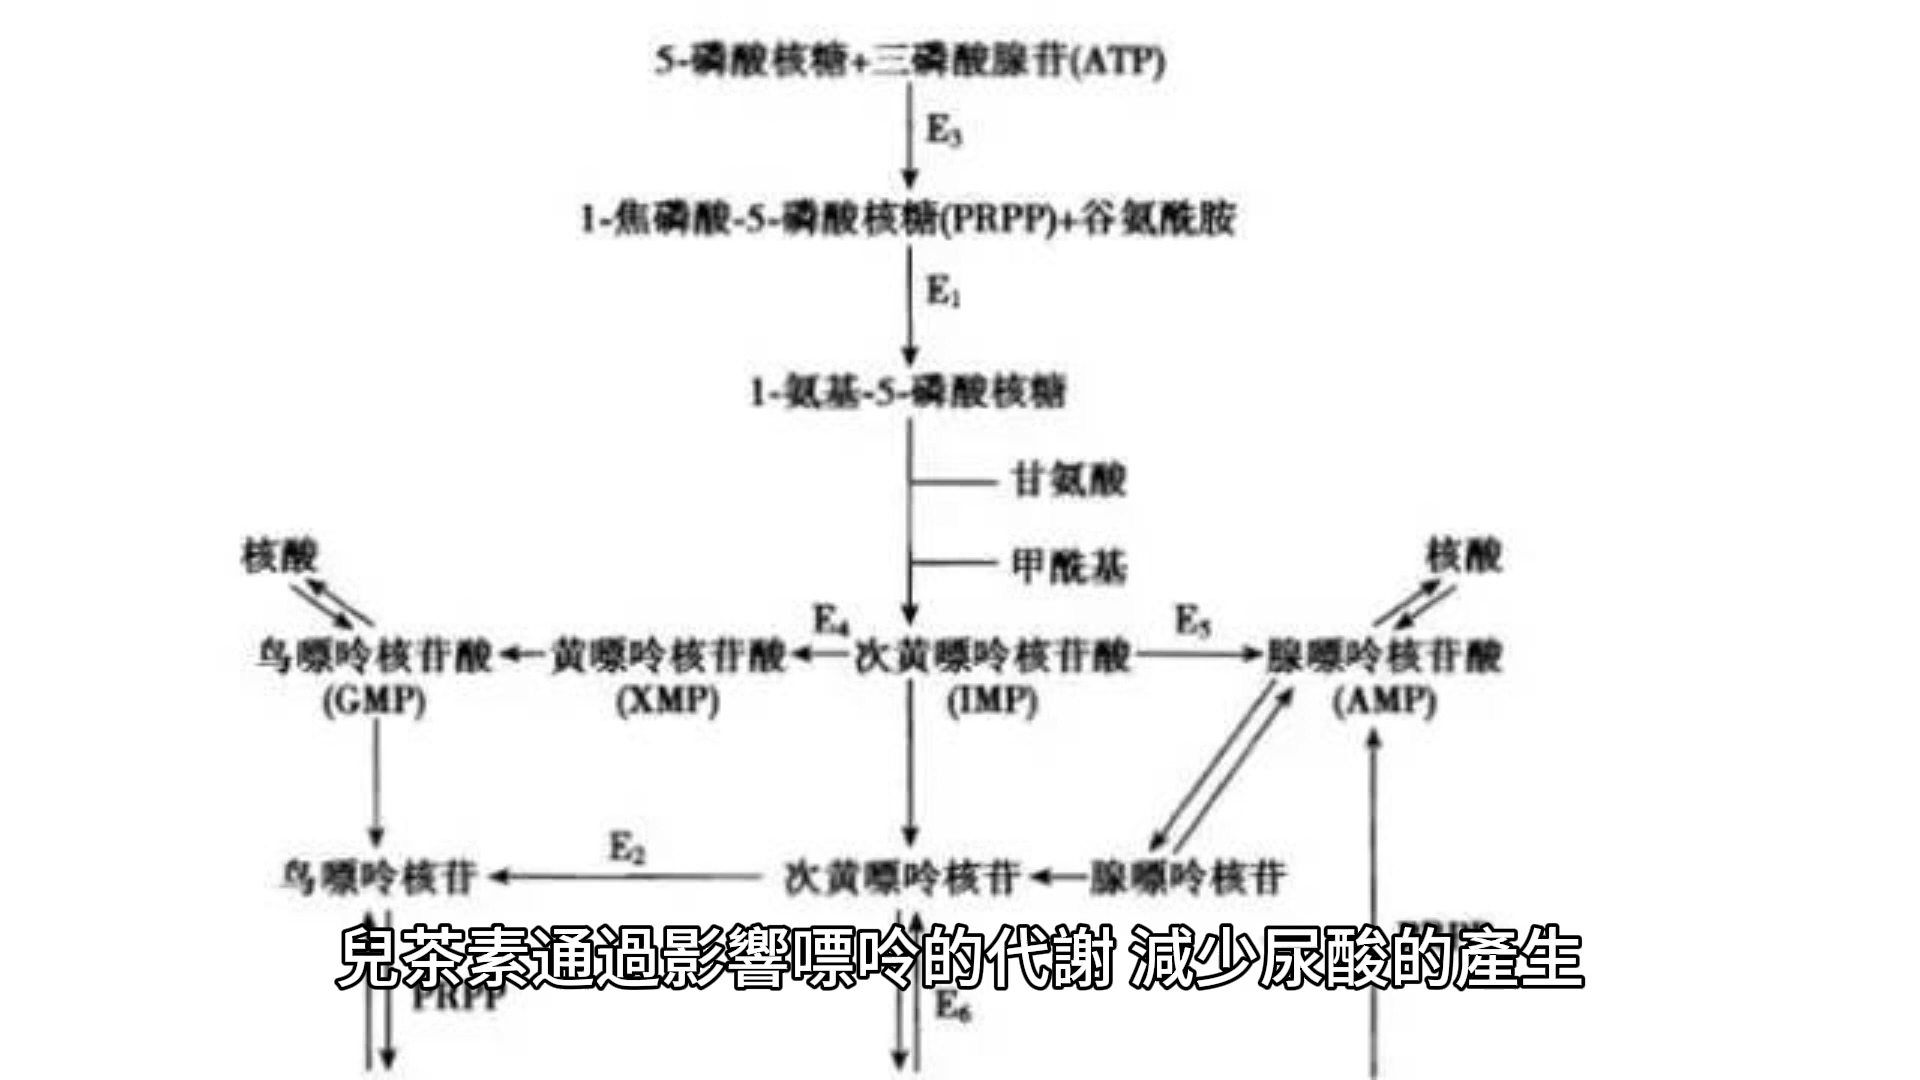 5-磷酸核糖+三磷酸腺苷(ATP)
E3
1-焦磷酸-5-磷酸核糖(PRPP)+谷氨酰胺
E1
1-氨基-5-磷酸核糖
甘氨酸
核酸
核酸
甲酰基
E4
E5
鸟嘌呤核苷酸 黄嘌呤核苷酸 次黄嘌呤核苷酸 腺嘌呤核苷酸
(GMP) (XMP) (IMP) (AMP)
E2
鸟嘌呤核苷 次黄嘌呤核苷 腺嘌呤核苷
兒茶素通過影響嘌呤的代謝 減少尿酸的產生
PRPP
E6